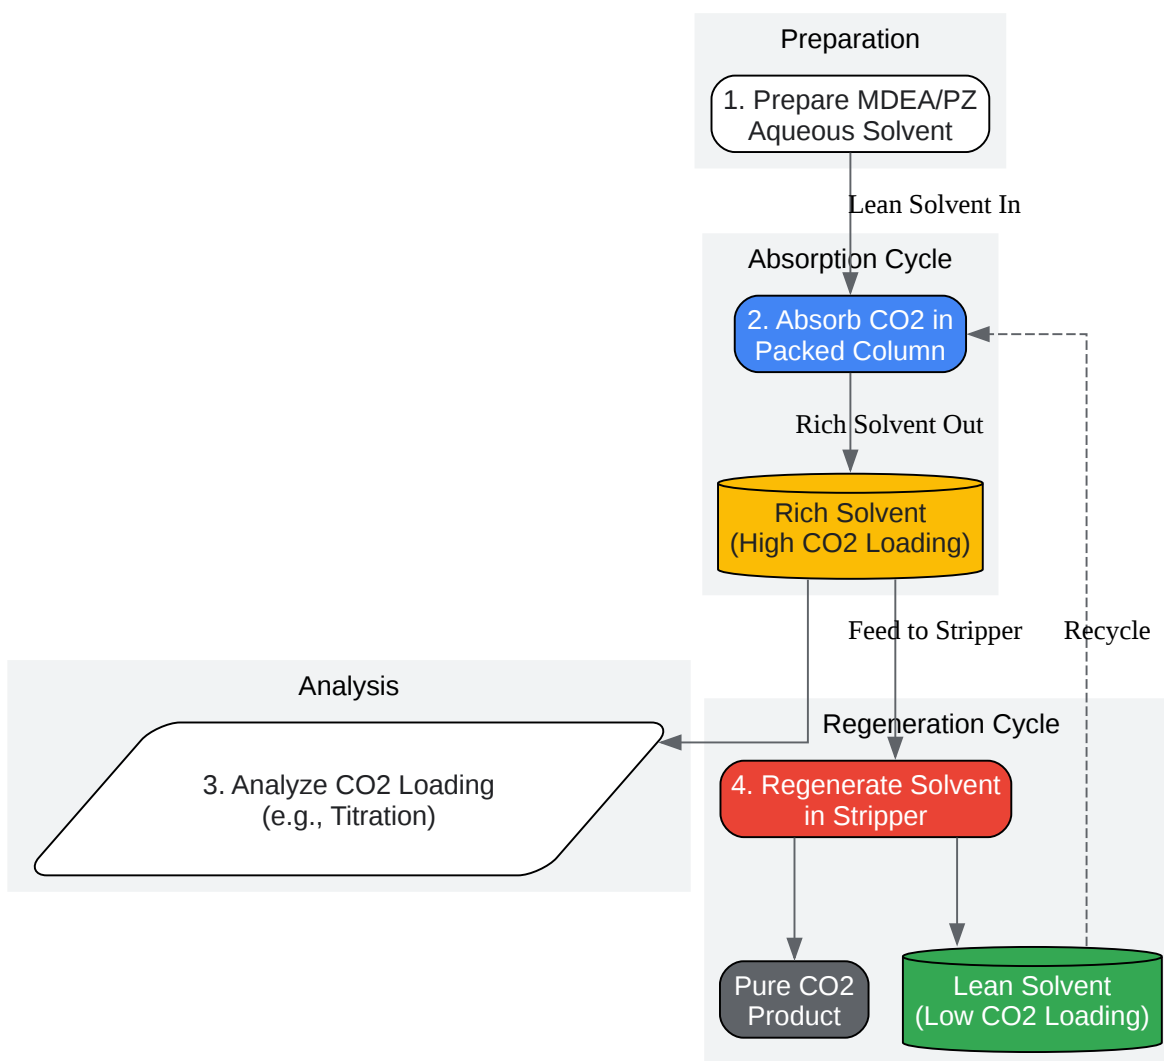 Preparation
1. Prepare MDEA/PZ
Aqueous Solvent
Lean Solvent In
Absorption Cycle
2. Absorb CO2 in
Packed Column
Rich Solvent Out
Rich Solvent
(High CO2 Loading)
Feed to Stripper
Recycle
Analysis
3. Analyze CO2 Loading
(e.g., Titration)
Regeneration Cycle
4. Regenerate Solvent
in Stripper
Pure CO2
Product
Lean Solvent
(Low CO2 Loading)